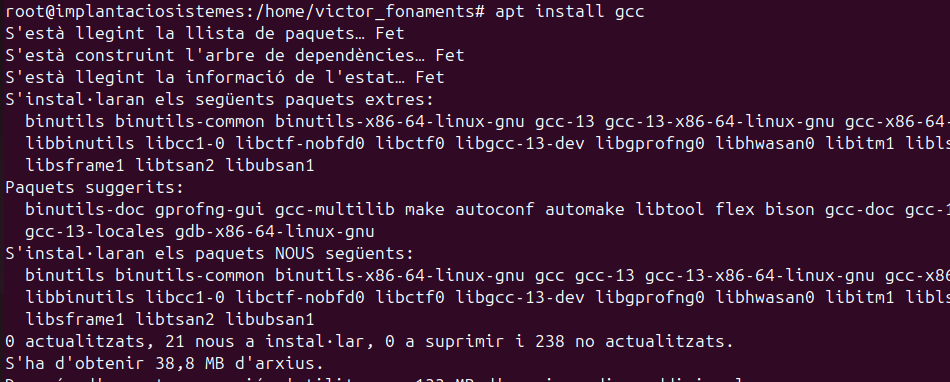 root@implantaciosistemes:/home/victor_fonaments# apt install gcc
S'està llegint la llista de paquets… Fet
S'està construint l'arbre de dependències… Fet
S'està llegint la informació de l'estat… Fet
S'instal·laran els següents paquets extres:
binutils binutils-common binutils-x86-64-linux-gnu gcc-13 gcc-13-x86-64-linux-gnu gcc-x86-64-
libbinutils libcc1-0 libctf-nobfd0 libctf0 libgcc-13-dev libgprofng0 libhwasan0 libitm1 libls
libsframe1 libtsan2 libubsan1
Paquets suggerits:
binutils-doc gprofng-gui gcc-multilib make autoconf automake libtool flex bison gcc-doc gcc-1
gcc-13-locales gdb-x86-64-linux-gnu
S'instal·laran els paquets NOUS següents:
binutils binutils-common binutils-x86-64-linux-gnu gcc gcc-13 gcc-13-x86-64-linux-gnu gcc-x86
libbinutils libcc1-0 libctf-nobfd0 libctf0 libgcc-13-dev libgprofng0 libhwasan0 libitm1 libls
libsframe1 libtsan2 libubsan1
0 actualitzats, 21 nous a instal·lar, 0 a suprimir i 238 no actualitzats.
S'ha d'obtenir 38,8 MB d'arxius.